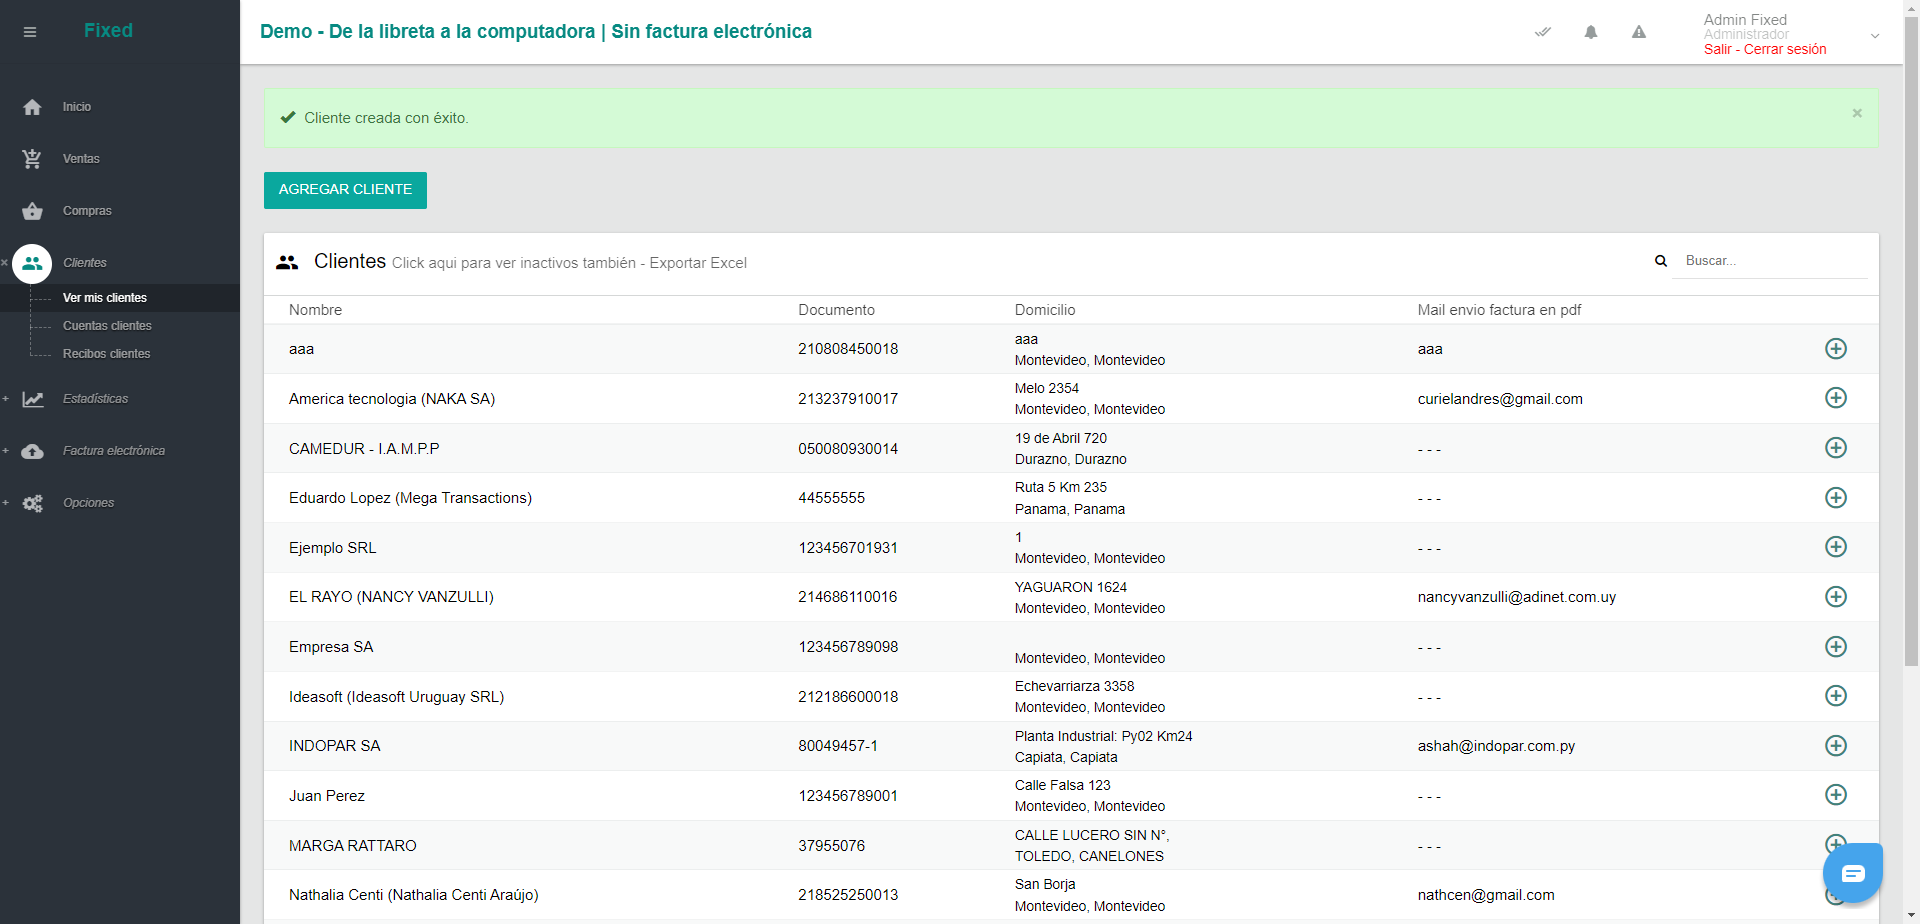 Fixed
Demo - De la libreta a la computadora | Sin factura electrónica
Admin Fixed
Administrador
Salir - Cerrar sesión
Inicio
Ventas
Compras
Clientes
Ver mis clientes
Cuentas clientes
Recibos clientes
Estadísticas
Factura electrónica
Opciones
Cliente creada con éxito.
AGREGAR CLIENTE
Clientes Click aqui para ver inactivos también - Exportar Excel
Buscar...
Nombre Documento Domicilio Mail envio factura en pdf
aaa 210808450018 aaa
Montevideo, Montevideo aaa
America tecnologia (NAKA SA) 213237910017 Melo 2354
Montevideo, Montevideo curielandres@gmail.com
CAMEDUR - I.A.M.P.P 050080930014 19 de Abril 720
Durazno, Durazno - - -
Eduardo Lopez (Mega Transactions) 44555555 Ruta 5 Km 235
Panama, Panama - - -
Ejemplo SRL 123456701931 1
Montevideo, Montevideo - - -
EL RAYO (NANCY VANZULLI) 214686110016 YAGUARON 1624
Montevideo, Montevideo nancyvanzulli@adinet.com.uy
Empresa SA 123456789098
Montevideo, Montevideo - - -
Ideasoft (Ideasoft Uruguay SRL) 212186600018 Echevarriarza 3358
Montevideo, Montevideo - - -
INDOPAR SA 80049457-1 Planta Industrial: Py02 Km24
Capiata, Capiata ashah@indopar.com.py
Juan Perez 123456789001 Calle Falsa 123
Montevideo, Montevideo - - -
MARGA RATTARO 37955076 CALLE LUCERO SIN N°,
TOLEDO, CANELONES - - -
Nathalia Centi (Nathalia Centi Araújo) 218525250013 San Borja
Montevideo, Montevideo nathcen@gmail.com